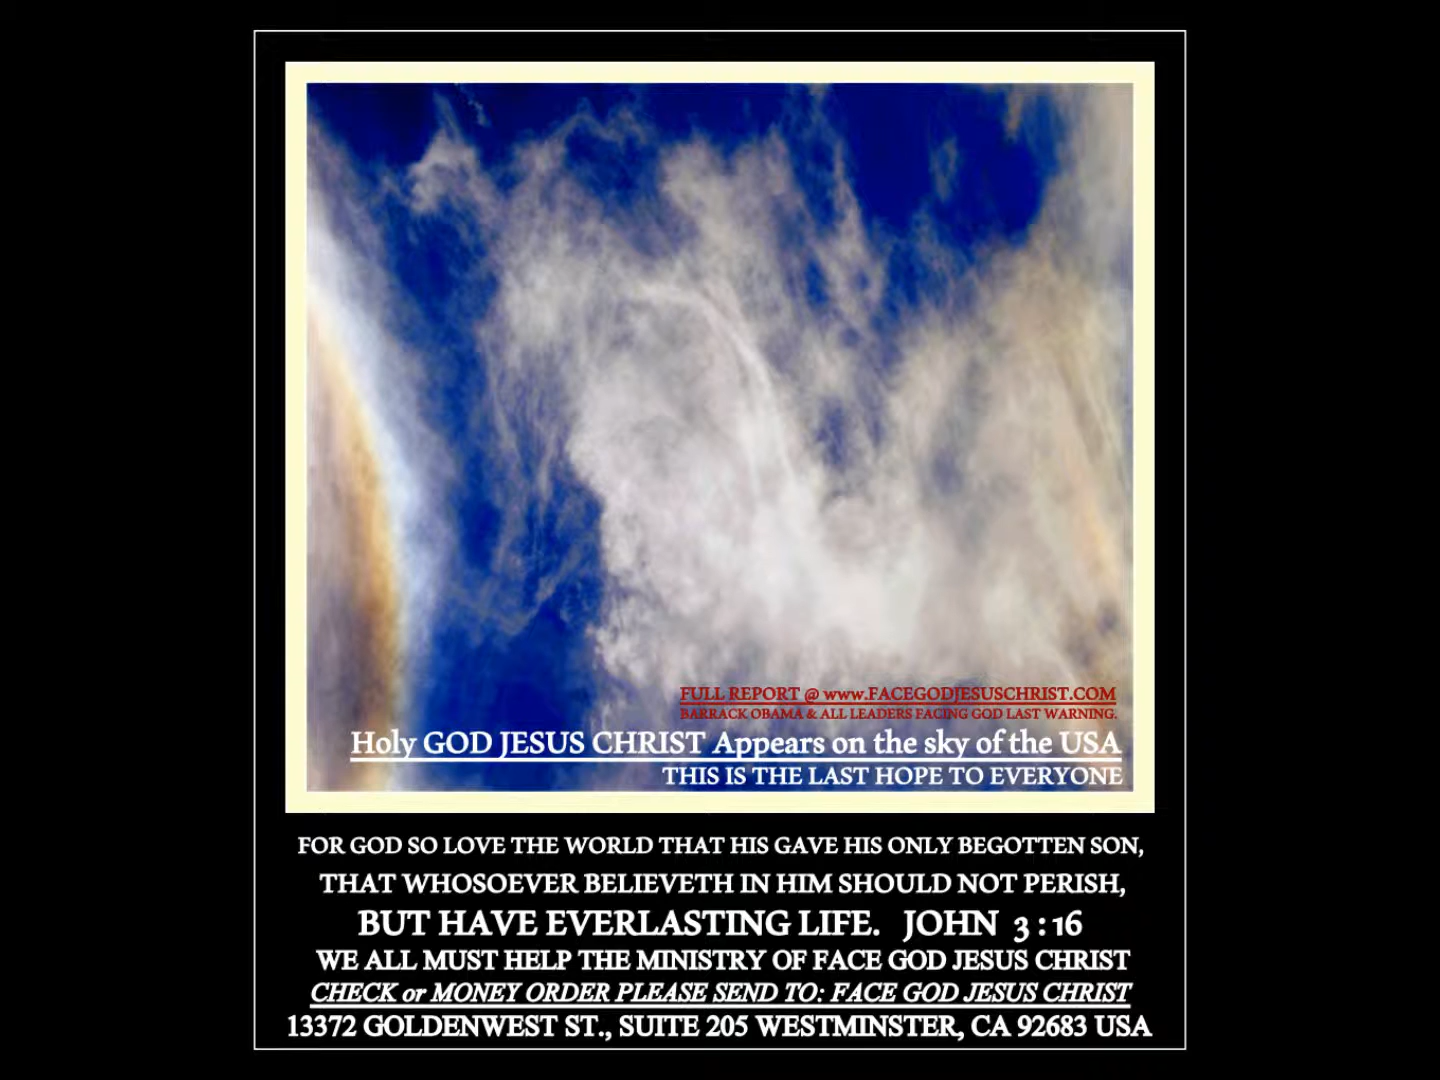 FULL REPORT @ www.FACEGODJESUSCHRIST.COM
BARRACK OBAMA & ALL LEADERS FACING GOD LAST WARNING.
Holy GOD JESUS CHRIST Appears on the sky of the USA
THIS IS THE LAST HOPE TO EVERYONE
FOR GOD SO LOVE THE WORLD THAT HIS GAVE HIS ONLY BEGOTTEN SON,
THAT WHOSOEVER BELIEVETH IN HIM SHOULD NOT PERISH,
BUT HAVE EVERLASTING LIFE. JOHN 3 : 16
WE ALL MUST HELP THE MINISTRY OF FACE GOD JESUS CHRIST
CHECK or MONEY ORDER PLEASE SEND TO: FACE GOD JESUS CHRIST
13372 GOLDENWEST ST., SUITE 205 WESTMINSTER, CA 92683 USA